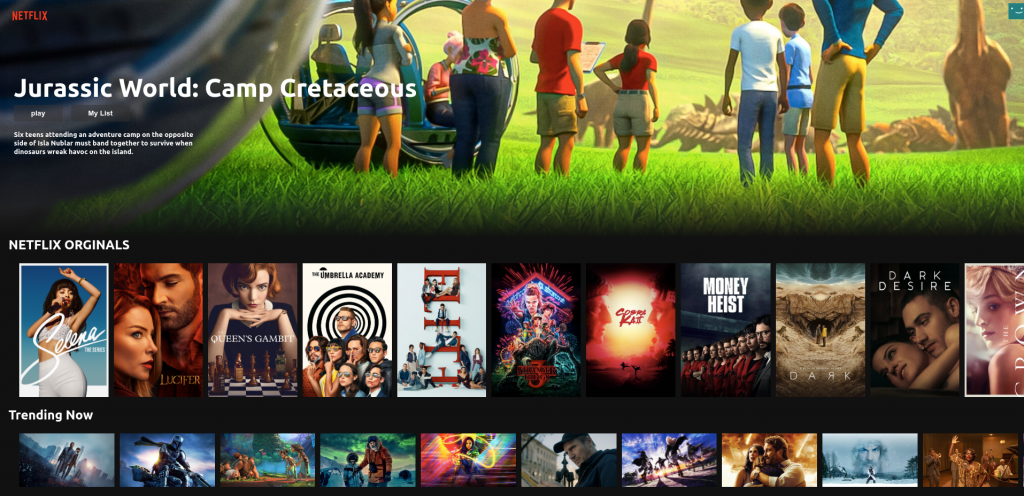 NETFLIX
Jurassic World: Camp Cretaceous
play
My List
Six teens attending an adventure camp on the opposite
side of Isla Nublar must band together to survive when
dinosaurs wreak havoc on the island.
NETFLIX ORGINALS
Selena
THE SERIES
LUCIFER
QUEEN'S GAMBIT
THE UMBRELLA ACADEMY
ELITE
STRANGER
THINGS
COBRA
KAI
MONEY
HEIST
DARK
DARK
DESIRE
THE
CROWN
Trending Now